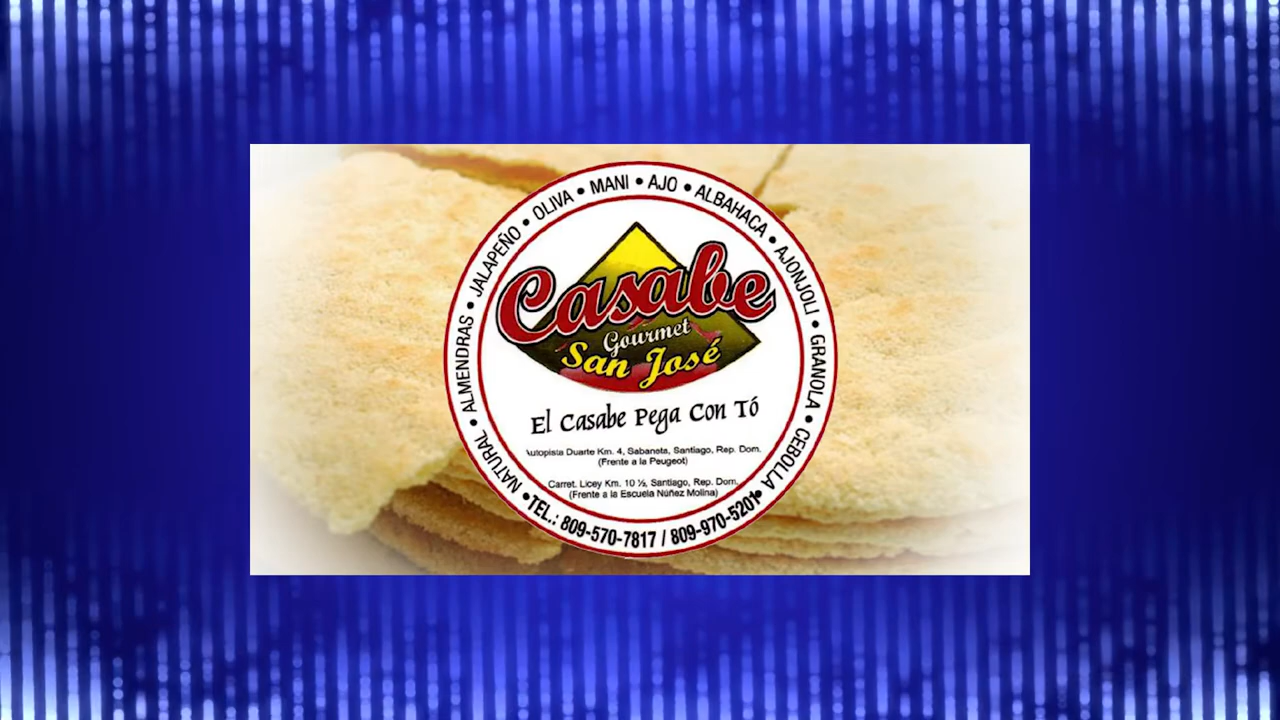 NATURAL • ALMENDRAS • JALAPEÑO • OLIVA • MANI • AJO • ALBAHACA • AJONJOLI • GRANOLA • CEBOLLA
Casabe
Gourmet
San José
El Casabe Pega Con Tó
Autopista Duarte Km. 4, Sabaneta, Santiago, Rep. Dom.
(Frente a la Peugeot)
Carret. Licey Km. 10 ½, Santiago, Rep. Dom.
(Frente a la Escuela Núñez Molina)
•TEL.: 809-570-7817 / 809-970-5201•